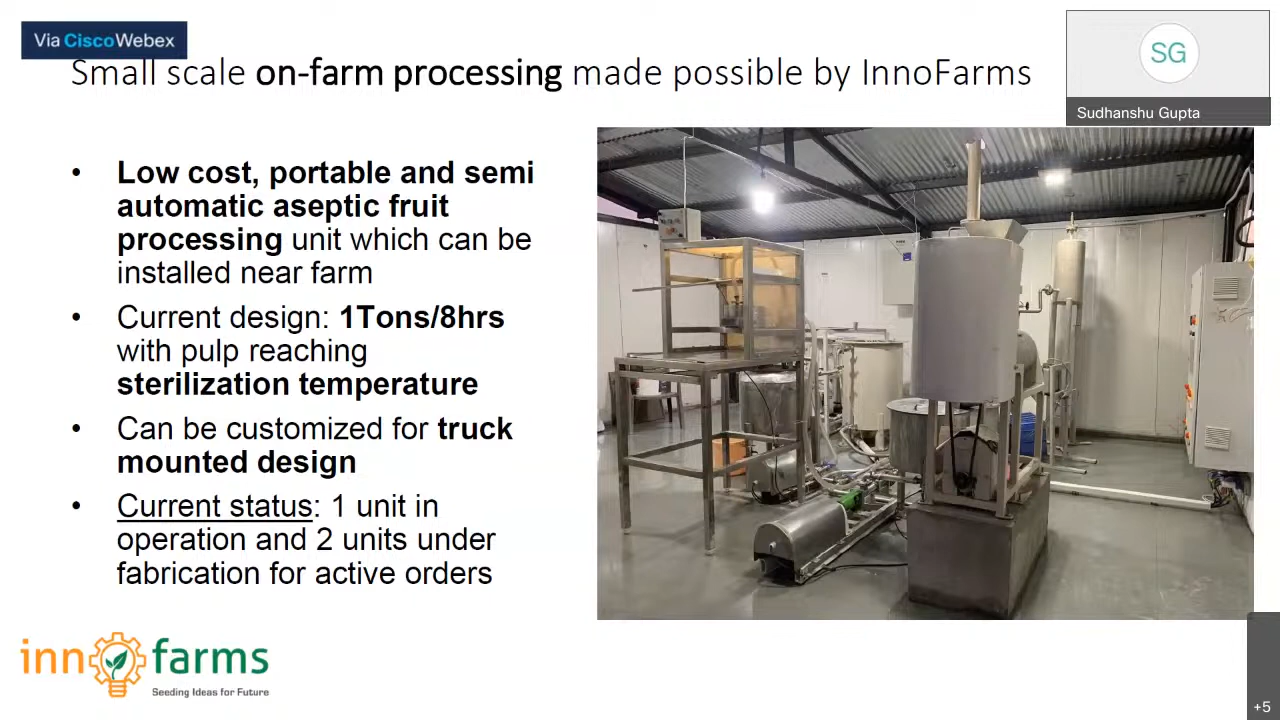 Via CiscoWebex
Small scale on-farm processing made possible by InnoFarms
SG
Sudhanshu Gupta
• Low cost, portable and semi
automatic aseptic fruit
processing unit which can be
installed near farm
• Current design: 1Tons/8hrs
with pulp reaching
sterilization temperature
• Can be customized for truck
mounted design
• Current status: 1 unit in
operation and 2 units under
fabrication for active orders
inn farms
Seeding Ideas for Future
+5